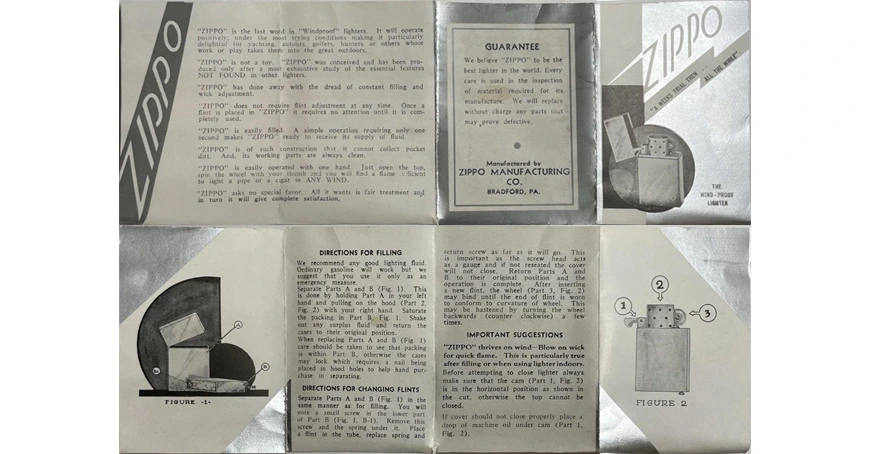 ZIPPO
"ZIPPO" is the last word in "Windproof" lighters. It will operate
positively, under the most trying conditions making it particularly
delightful for yachting, autoists, golfers, hunters or others whose
work or play takes them into the great outdoors.
"ZIPPO" is not a toy. "ZIPPO" was conceived and has been pro-
duced only after a most exhaustive study of the essential features
NOT FOUND in other lighters.
"ZIPPO" has done away with the dread of constant filling and
wick adjustment.
"ZIPPO" does not require flint adjustment at any time. Once a
flint is placed in "ZIPPO" it requires no attention until it is com-
pletely used.
"ZIPPO" is easily filled. A simple operation requiring only one
second makes "ZIPPO" ready to receive its supply of fluid.
"ZIPPO" is of such construction that it cannot collect pocket
dirt. And, its working parts are always clean.
"ZIPPO" is easily operated with one hand. Just open the top,
spin the wheel with your thumb and you will find a flame sufficient
to light a pipe or a cigar in ANY WIND.
"ZIPPO" asks no special favor. All it wants is fair treatment and
in turn it will give complete satisfaction.
GUARANTEE
We believe "ZIPPO" to be the
best lighter in the world. Every
care is used in the inspection
of material required for its
manufacture. We will replace
without charge any parts that
may prove defective.
Manufactured by
ZIPPO MANUFACTURING
CO.
BRADFORD, PA.
ZIPPO
"A WEEKS TRIAL THEN
ALL THE WHILE"
THE
WIND-PROOF
LIGHTER
A
B
FIGURE -1-
DIRECTIONS FOR FILLING
We recommend any good lighting fluid.
Ordinary gasoline will work but we
suggest that you use it only as an
emergency measure.
Separate Parts A and B (Fig. 1). This
is done by holding Part A in your left
hand and pulling on the hood (Part 2,
Fig. 2) with your right hand. Saturate
the packing in Part B, Fig. 1. Shake
out any surplus fluid and return the
cases to their original position.
When replacing Parts A and B (Fig. 1)
care should be taken to see that packing
is within Part B, otherwise the cases
may lock which requires a nail being
placed in hood holes to help hand pur-
chase in separating.
DIRECTIONS FOR CHANGING FLINTS
Separate Parts A and B (Fig. 1) in the
same manner as for filling. You will
note a small screw in the lower part
of Part B (Fig. 1, B-1). Remove this
screw and the spring under it. Place
a flint in the tube, replace spring and
return screw as far as it will go. This
is important as the screw head acts
as a gauge and if not reseated the cover
will not close. Return Parts A and
B to their original position and the
operation is complete. After inserting
a new flint, the wheel (Part 3, Fig. 2)
may bind until the end of flint is worn
to conform to curvature of wheel. This
may be hastened by turning the wheel
backwards (counter clockwise) a few
times.
IMPORTANT SUGGESTIONS
"ZIPPO" thrives on wind—Blow on wick
for quick flame. This is particularly true
after filling or when using lighter indoors.
Before attempting to close lighter always
make sure that the cam (Part 1, Fig. 2)
is in the horizontal position as shown in
the cut, otherwise the top cannot be
closed.
If cover should not close properly place a
drop of machine oil under cam (Part 1,
Fig. 2).
1
2
3
FIGURE 2